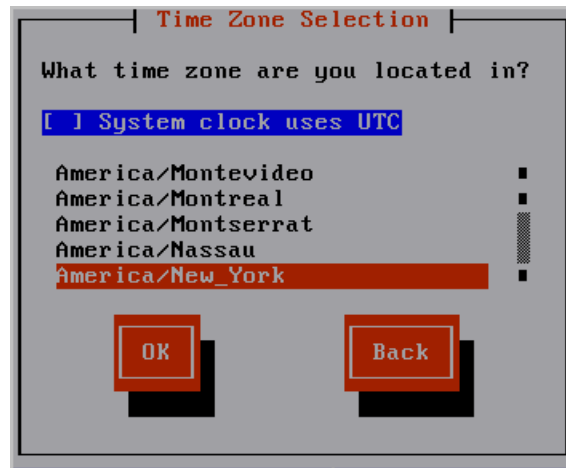 Time Zone Selection
What time zone are you located in?
[ ] System clock uses UTC
America/Montevideo
America/Montreal
America/Montserrat
America/Nassau
America/New_York
OK Back